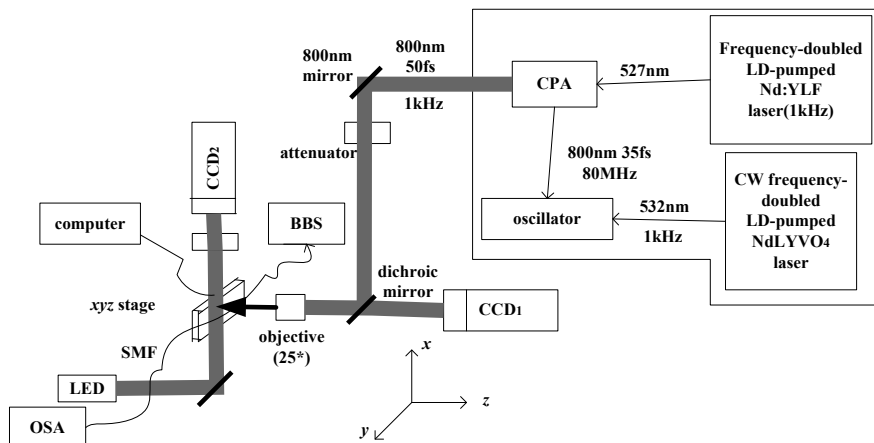 800nm
mirror
800nm
50fs
1kHz
CPA
527nm
Frequency-doubled
LD-pumped
Nd:YLF
laser(1kHz)
attenuator
800nm 35fs
80MHz
CCD2
computer
BBS
oscillator
532nm
1kHz
CW frequency-
doubled
LD-pumped
NdLYVO4
laser
xyz stage
dichroic
mirror
CCD1
objective
(25*)
SMF
LED
OSA
x
z
y